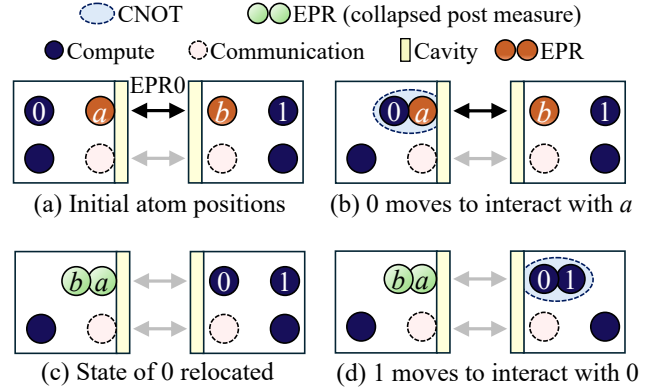 CNOT EPR (collapsed post measure)
Compute Communication Cavity EPR
EPR0
0 a b 1
0 a b 1
(a) Initial atom positions
(b) 0 moves to interact with a
b a 0 1
b a 0 1
(c) State of 0 relocated
(d) 1 moves to interact with 0